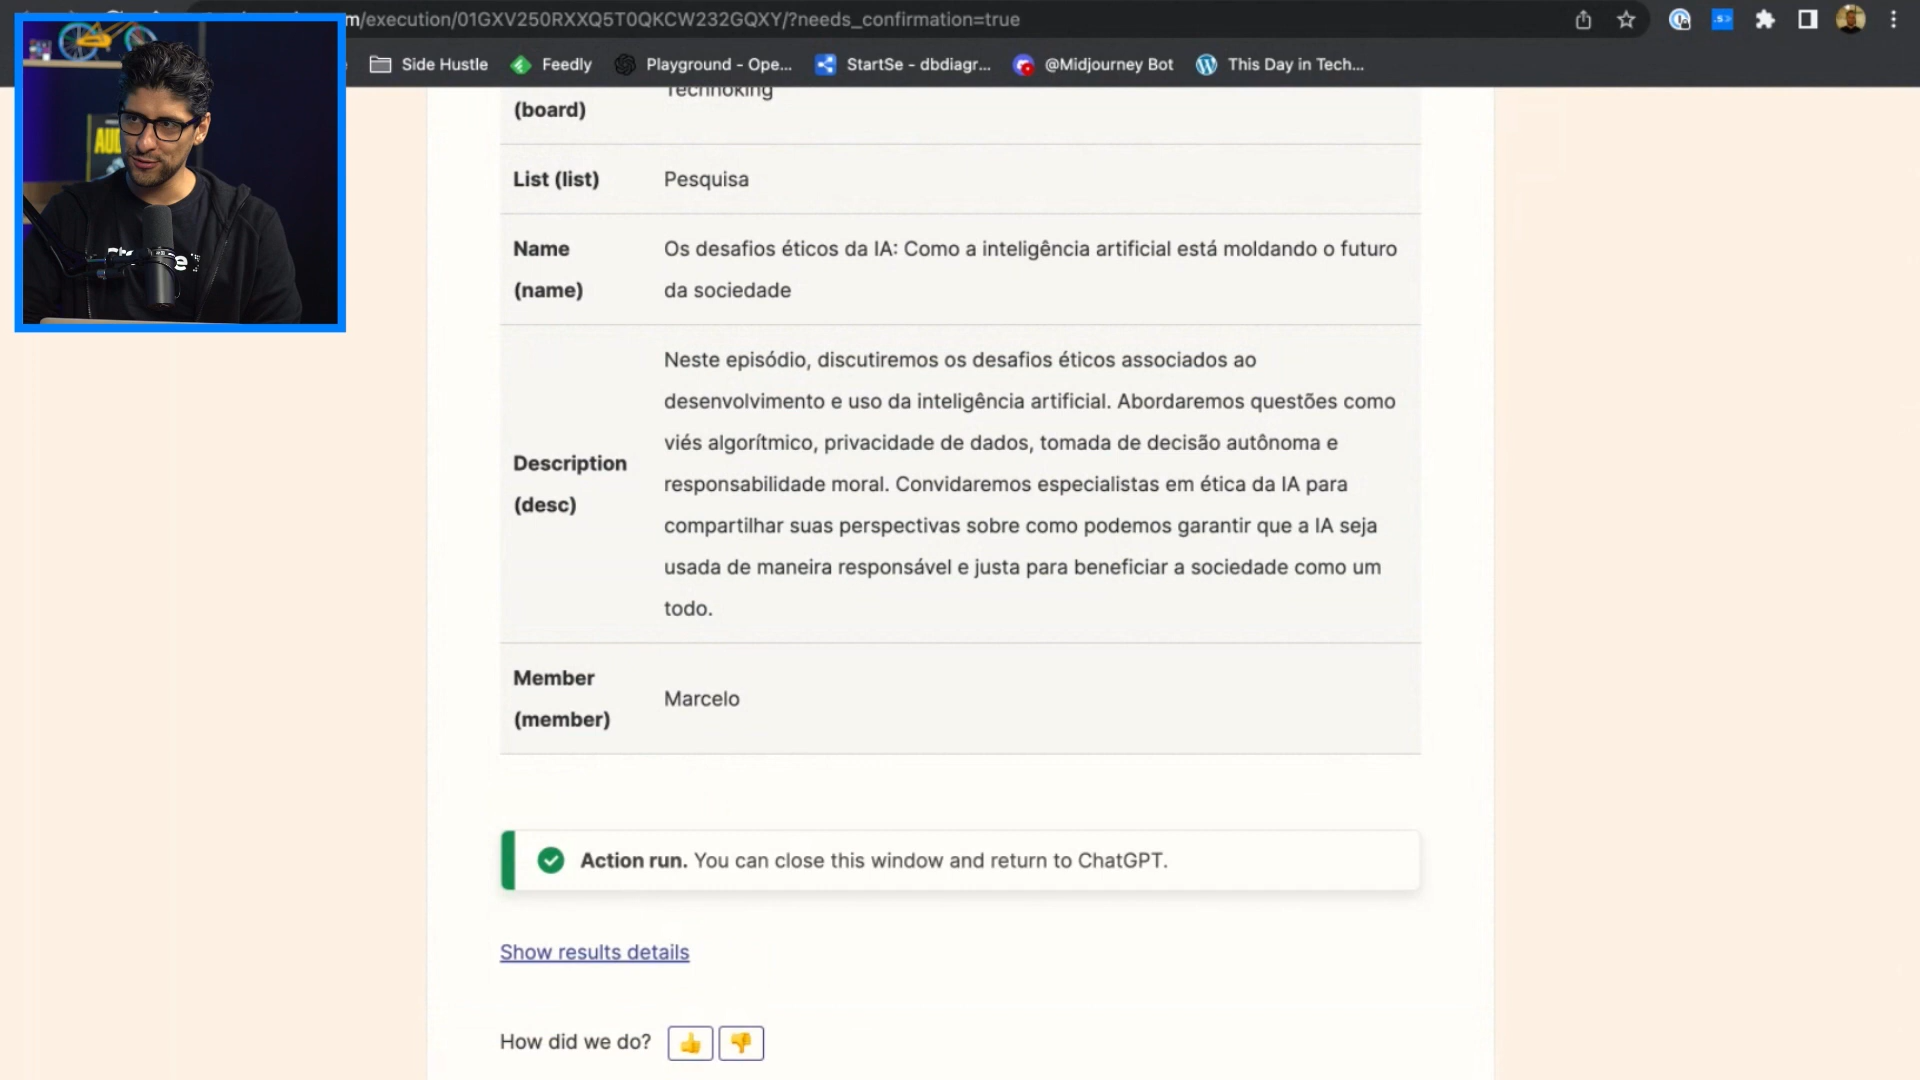 m/execution/01GXV250RXXQ5T0QKCW232GQXY/?needs_confirmation=true
Side Hustle
Feedly
Playground - Ope...
StartSe - dbdiagr...
@Midjourney Bot
This Day in Tech...
Technoking
(board)
List (list) Pesquisa
Name (name)
Os desafios éticos da IA: Como a inteligência artificial está moldando o futuro
da sociedade
Description (desc)
Neste episódio, discutiremos os desafios éticos associados ao
desenvolvimento e uso da inteligência artificial. Abordaremos questões como
viés algorítmico, privacidade de dados, tomada de decisão autônoma e
responsabilidade moral. Convidaremos especialistas em ética da IA para
compartilhar suas perspectivas sobre como podemos garantir que a IA seja
usada de maneira responsável e justa para beneficiar a sociedade como um
todo.
Member (member)
Marcelo
Action run. You can close this window and return to ChatGPT.
Show results details
How did we do?